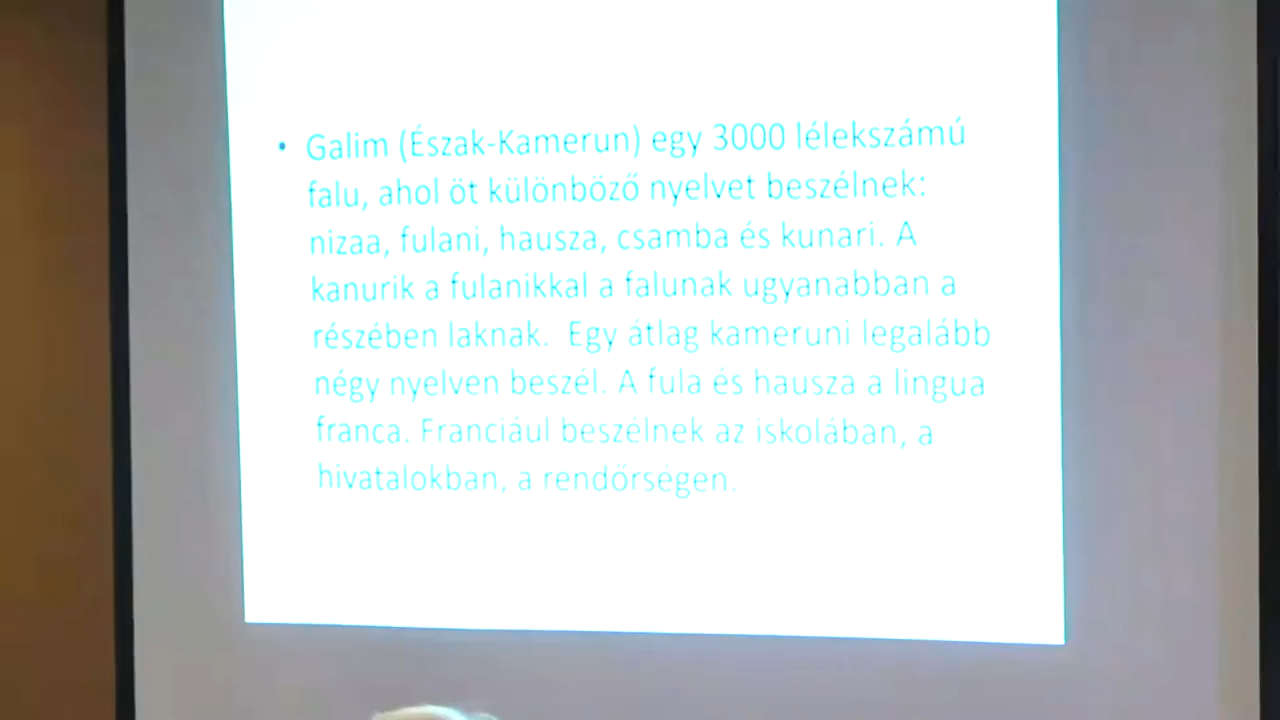 • Galim (Észak-Kamerun) egy 3000 lélekszámú
falu, ahol öt különböző nyelvet beszélnek:
nizaa, fulani, hausza, csamba és kunari. A
kanurik a fulanikkal a falunak ugyanabban a
részében laknak. Egy átlag kameruni legalább
négy nyelven beszél. A fula és hausza a lingua
franca. Franciául beszélnek az iskolában, a
hivatalokban, a rendőrségen.